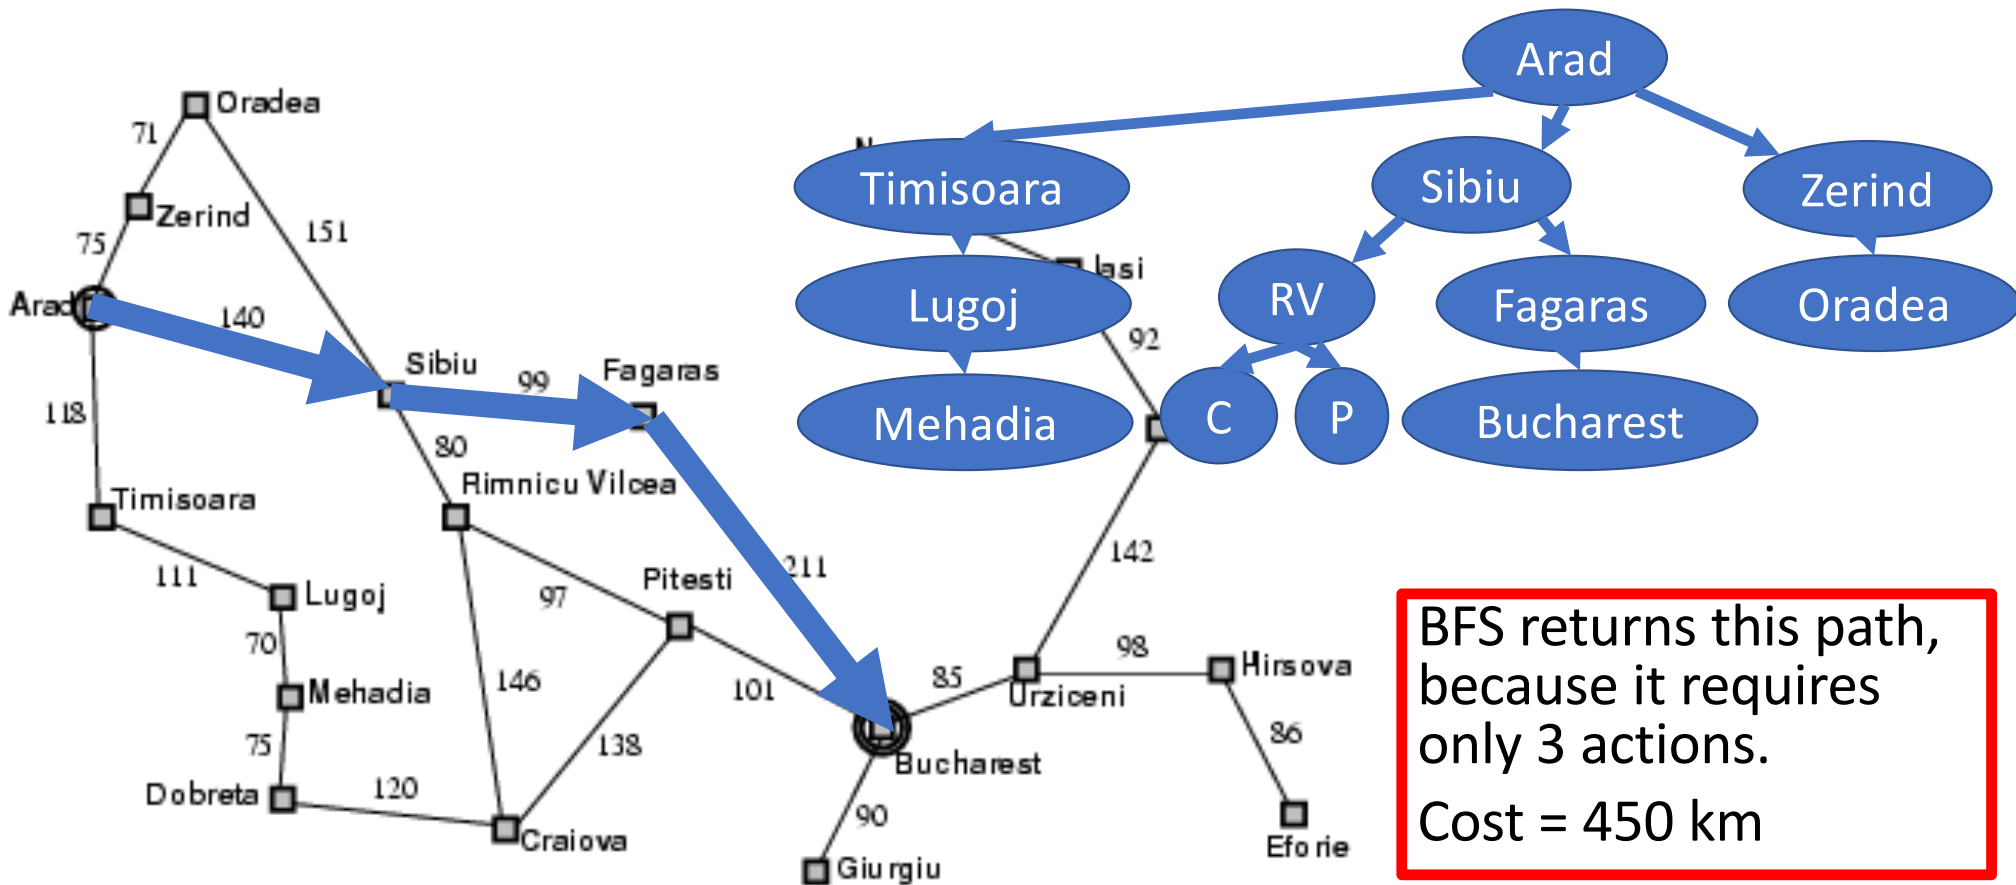 Arad
Timisoara
Sibiu
Zerind
Lugoj
RV
Fagaras
Oradea
Mehadia
C
P
Bucharest
Oradea
71
Zerind
75
151
Arad
140
118
Sibiu
99
Fagaras
80
Rimnicu Vilcea
Timisoara
111
Lugoj
70
Mehadia
75
Dobreta
120
Craiova
146
138
97
Pitesti
101
211
Bucharest
90
Giurgiu
85
Urziceni
98
Hirsova
86
Eforie
142
92
Iasi
BFS returns this path,
because it requires
only 3 actions.
Cost = 450 km